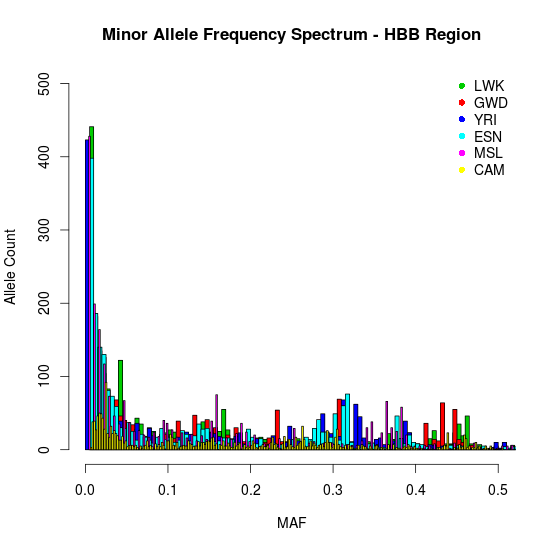 Minor Allele Frequency Spectrum - HBB Region
LWK
GWD
YRI
ESN
MSL
CAM
Allele Count
500
400
300
200
100
0
0.0 0.1 0.2 0.3 0.4 0.5
MAF